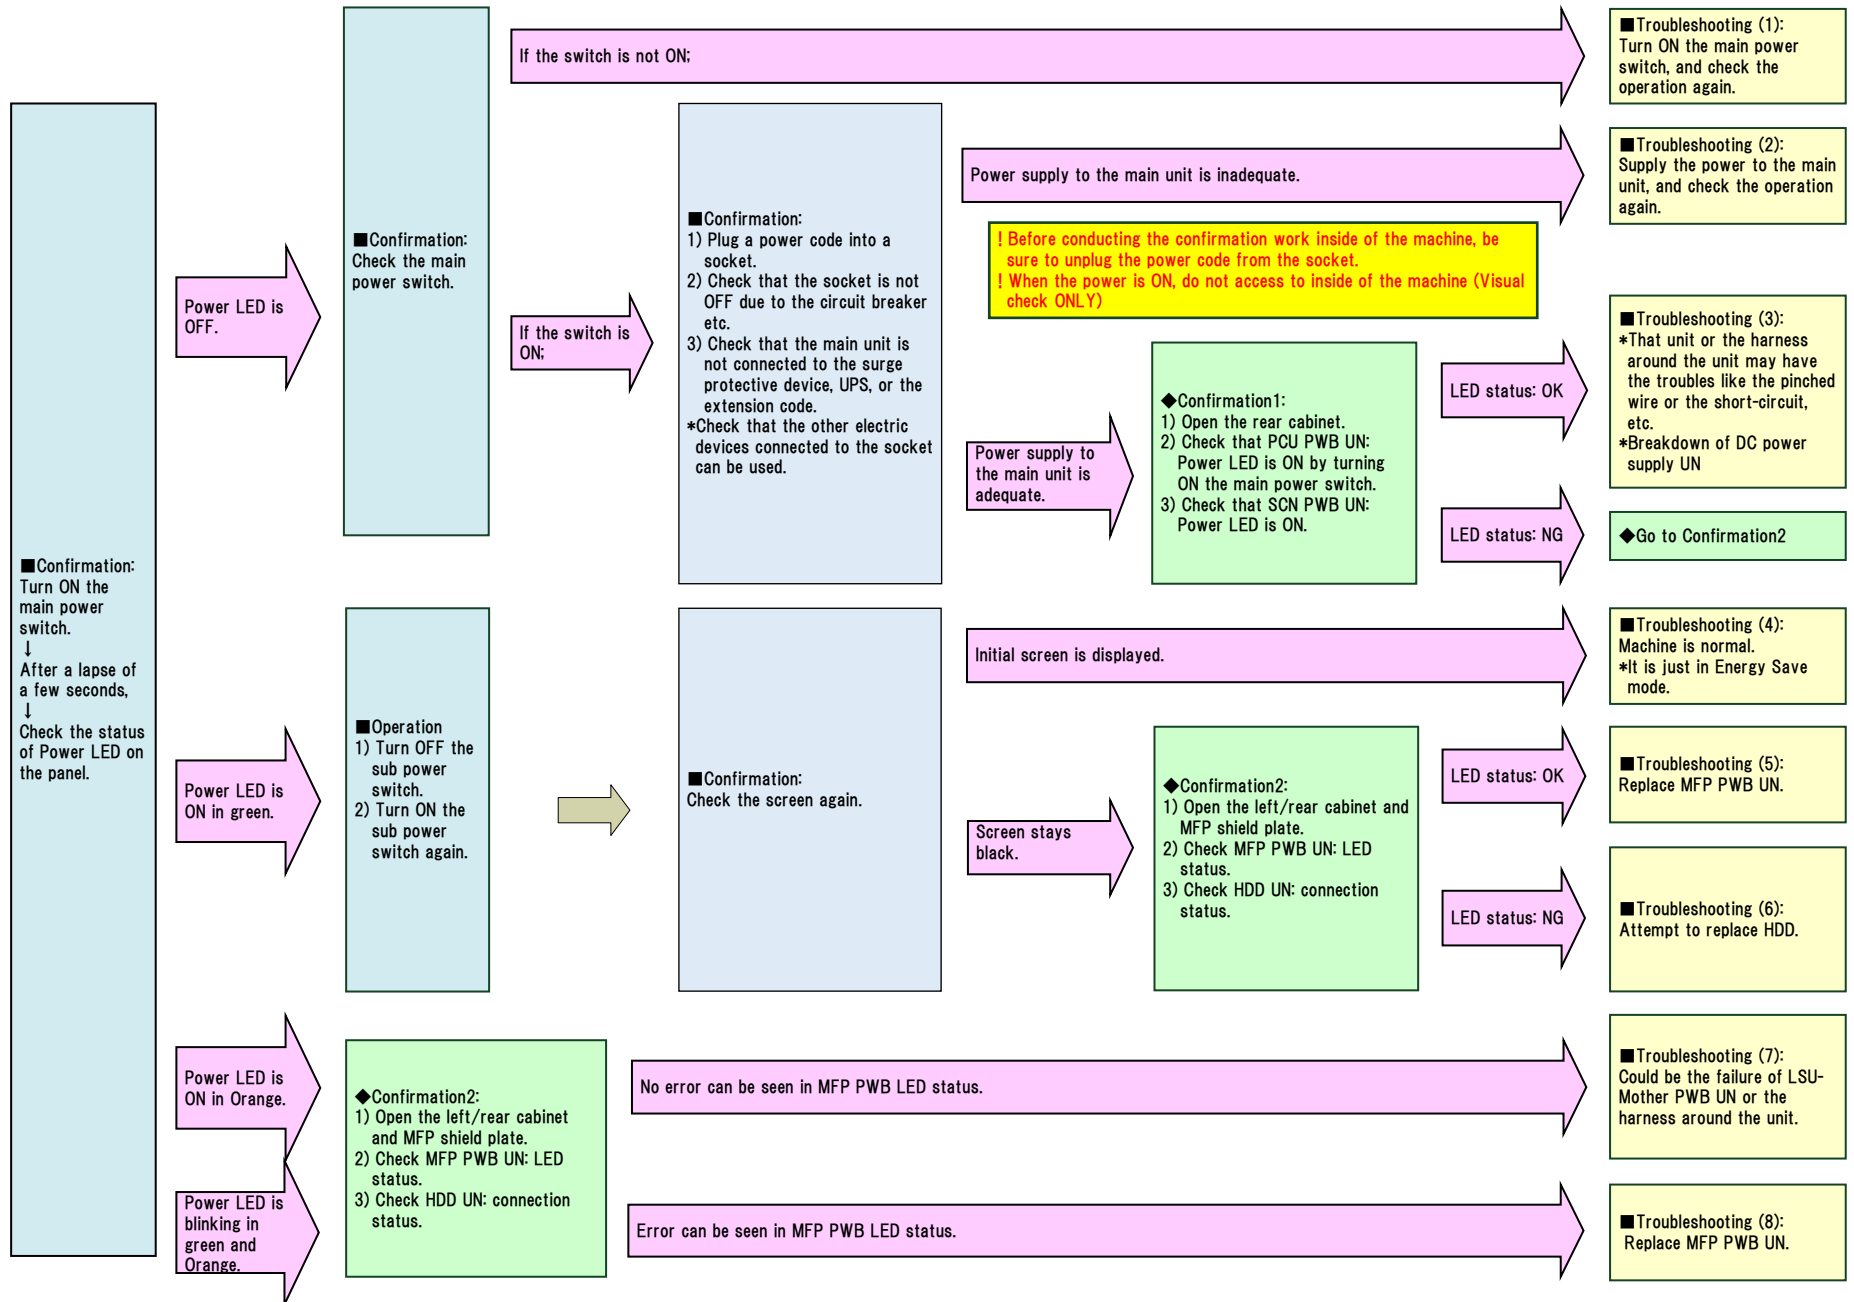 ■Confirmation:
Turn ON the
main power
switch.
↓
After a lapse of
a few seconds,
↓
Check the status
of Power LED on
the panel.
Power LED is
OFF.
■Confirmation:
Check the main
power switch.
If the switch is not ON;
■Troubleshooting (1):
Turn ON the main power
switch, and check the
operation again.
If the switch is
ON;
■Confirmation:
1) Plug a power code into a
socket.
2) Check that the socket is not
OFF due to the circuit breaker
etc.
3) Check that the main unit is
not connected to the surge
protective device, UPS, or the
extension code.
*Check that the other electric
devices connected to the socket
can be used.
Power supply to the main unit is inadequate.
■Troubleshooting (2):
Supply the power to the main
unit, and check the operation
again.
! Before conducting the confirmation work inside of the machine, be
sure to unplug the power code from the socket.
! When the power is ON, do not access to inside of the machine (Visual
check ONLY)
Power supply to
the main unit is
adequate.
◆Confirmation1:
1) Open the rear cabinet.
2) Check that PCU PWB UN:
Power LED is ON by turning
ON the main power switch.
3) Check that SCN PWB UN:
Power LED is ON.
LED status: OK
■Troubleshooting (3):
*That unit or the harness
around the unit may have
the troubles like the pinched
wire or the short-circuit,
etc.
*Breakdown of DC power
supply UN
LED status: NG
◆Go to Confirmation2
Power LED is
ON in green.
■Operation
1) Turn OFF the
sub power
switch.
2) Turn ON the
sub power
switch again.
■Confirmation:
Check the screen again.
Initial screen is displayed.
■Troubleshooting (4):
Machine is normal.
*It is just in Energy Save
mode.
Screen stays
black.
◆Confirmation2:
1) Open the left/rear cabinet and
MFP shield plate.
2) Check MFP PWB UN: LED
status.
3) Check HDD UN: connection
status.
LED status: OK
■Troubleshooting (5):
Replace MFP PWB UN.
LED status: NG
■Troubleshooting (6):
Attempt to replace HDD.
Power LED is
ON in Orange.
Power LED is
blinking in
green and
Orange.
◆Confirmation2:
1) Open the left/rear cabinet
and MFP shield plate.
2) Check MFP PWB UN: LED
status.
3) Check HDD UN: connection
status.
No error can be seen in MFP PWB LED status.
■Troubleshooting (7):
Could be the failure of LSU-
Mother PWB UN or the
harness around the unit.
Error can be seen in MFP PWB LED status.
■Troubleshooting (8):
Replace MFP PWB UN.